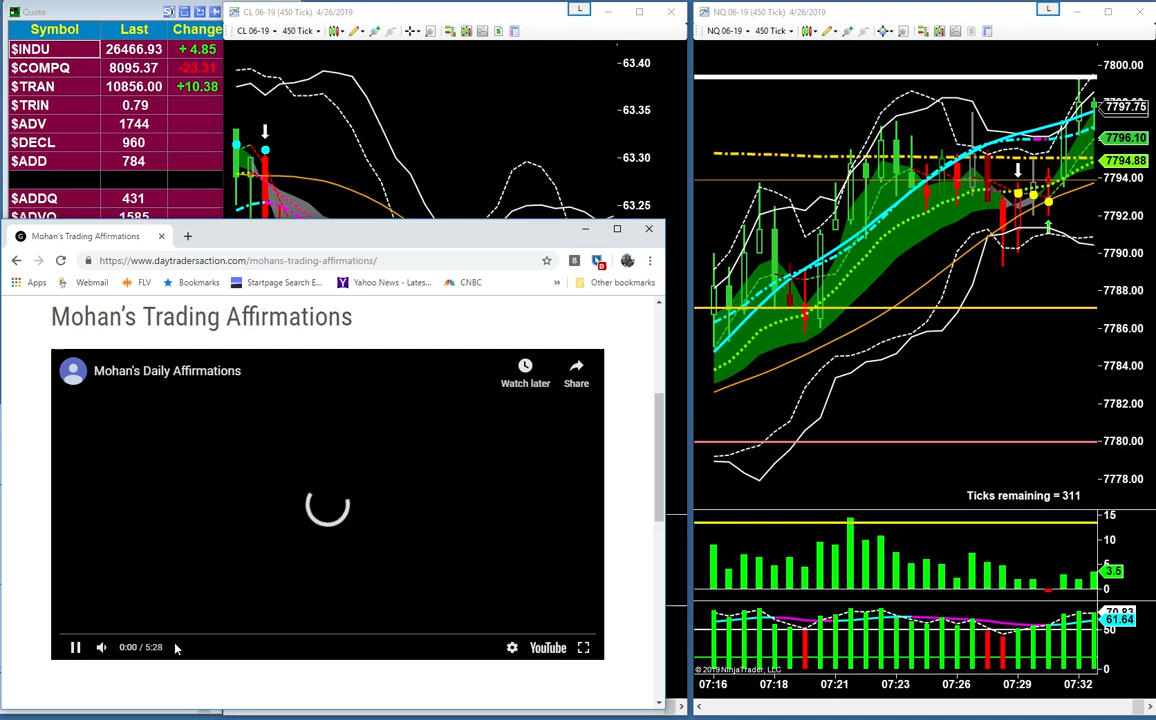 Quote
Symbol Last Change
$INDU 26466.93 + 4.85
$COMPQ 8095.37 -23.31
$TRAN 10856.00 +10.38
$TRIN 0.79
$ADV 1744
$DECL 960
$ADD 784
$ADDQ 431
$ADVQ 1585
CL 06-19 (450 Tick) 4/26/2019
L
CL 06-19 450 Tick
63.40
63.35
63.30
63.25
Mohan's Trading Affirmations
https://www.daytradersaction.com/mohans-trading-affirmations/
Apps Webmail FLV Bookmarks Startpage Search E... Yahoo News - Lates... CNBC » Other bookmarks
Mohan's Trading Affirmations
Mohan's Daily Affirmations
Watch later Share
0:00 / 5:28
YouTube
NQ 06-19 (450 Tick) 4/26/2019
L
NQ 06-19 450 Tick
7800.00
7797.75
7796.10
7794.88
7794.00
7792.00
7790.00
7788.00
7786.00
7784.00
7782.00
7780.00
7778.00
Ticks remaining = 311
15
10
3.5
0
61.64
50
0
© 2019 NinjaTrader, LLC
07:16 07:18 07:21 07:23 07:26 07:29 07:32